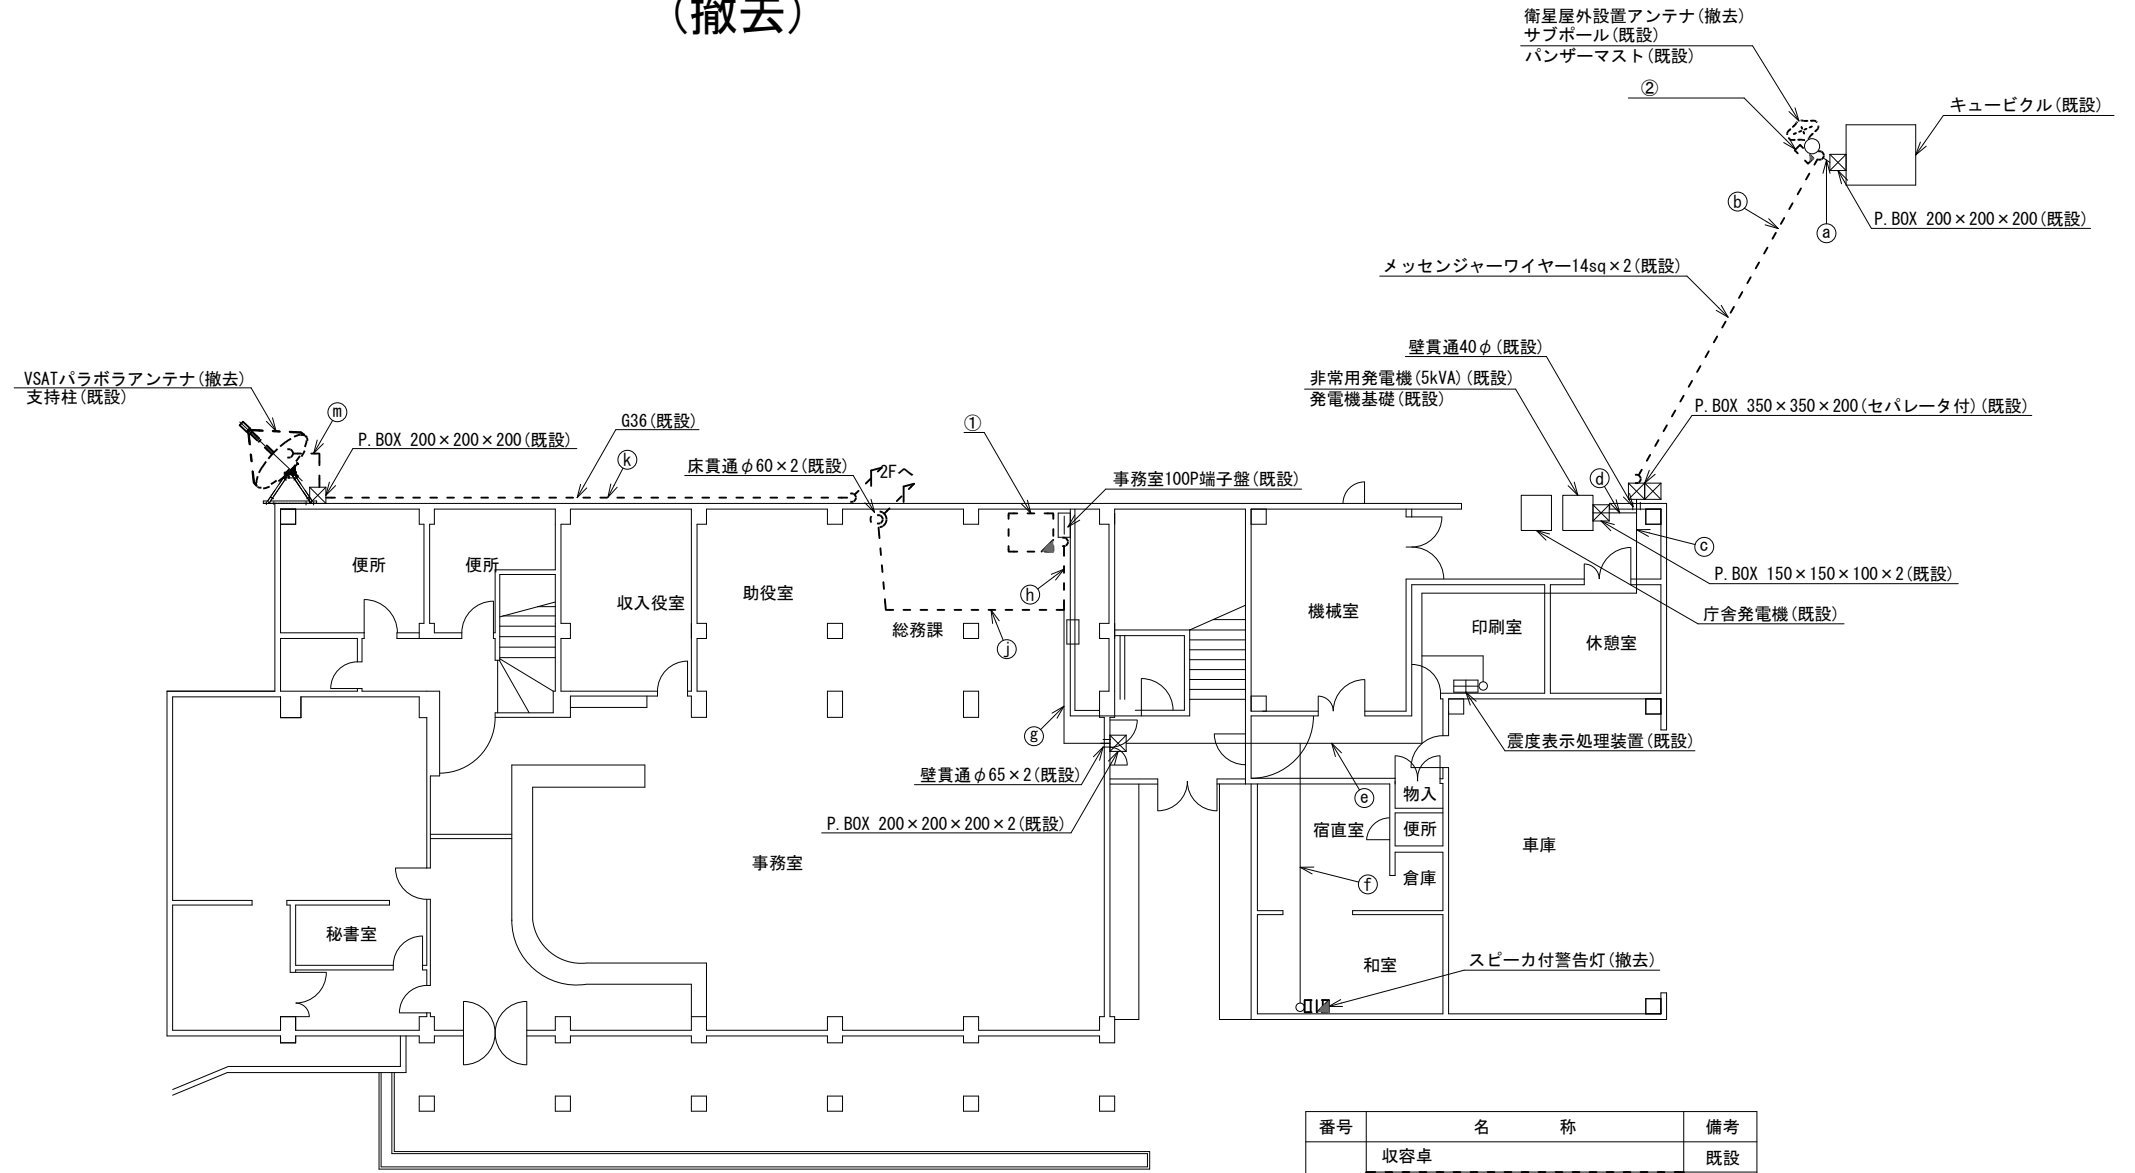 (撤去)
衛星屋外設置アンテナ(撤去)
サブポール(既設)
パンザーマスト(既設)
②
キュービクル(既設)
ⓑ
P.BOX 200×200×200(既設)
ⓐ
メッセンジャーワイヤー14sq×2(既設)
壁貫通40φ(既設)
非常用発電機(5kVA)(既設)
発電機基礎(既設)
P.BOX 350×350×200(セパレータ付)(既設)
VSATパラボラアンテナ(撤去)
支持柱(既設)
ⓜ
P.BOX 200×200×200(既設)
G36(既設)
ⓚ
床貫通φ60×2(既設)
2Fへ
①
事務室100P端子盤(既設)
ⓓ
ⓒ
P.BOX 150×150×100×2(既設)
庁舎発電機(既設)
便所
便所
収入役室
助役室
総務課
ⓗ
ⓙ
機械室
印刷室
休憩室
ⓖ
震度表示処理装置(既設)
壁貫通φ65×2(既設)
P.BOX 200×200×200×2(既設)
ⓔ
物入
宿直室
便所
車庫
事務室
倉庫
ⓕ
秘書室
和室
スピーカ付警告灯(撤去)
番号 名 称 備考
収容卓 既設